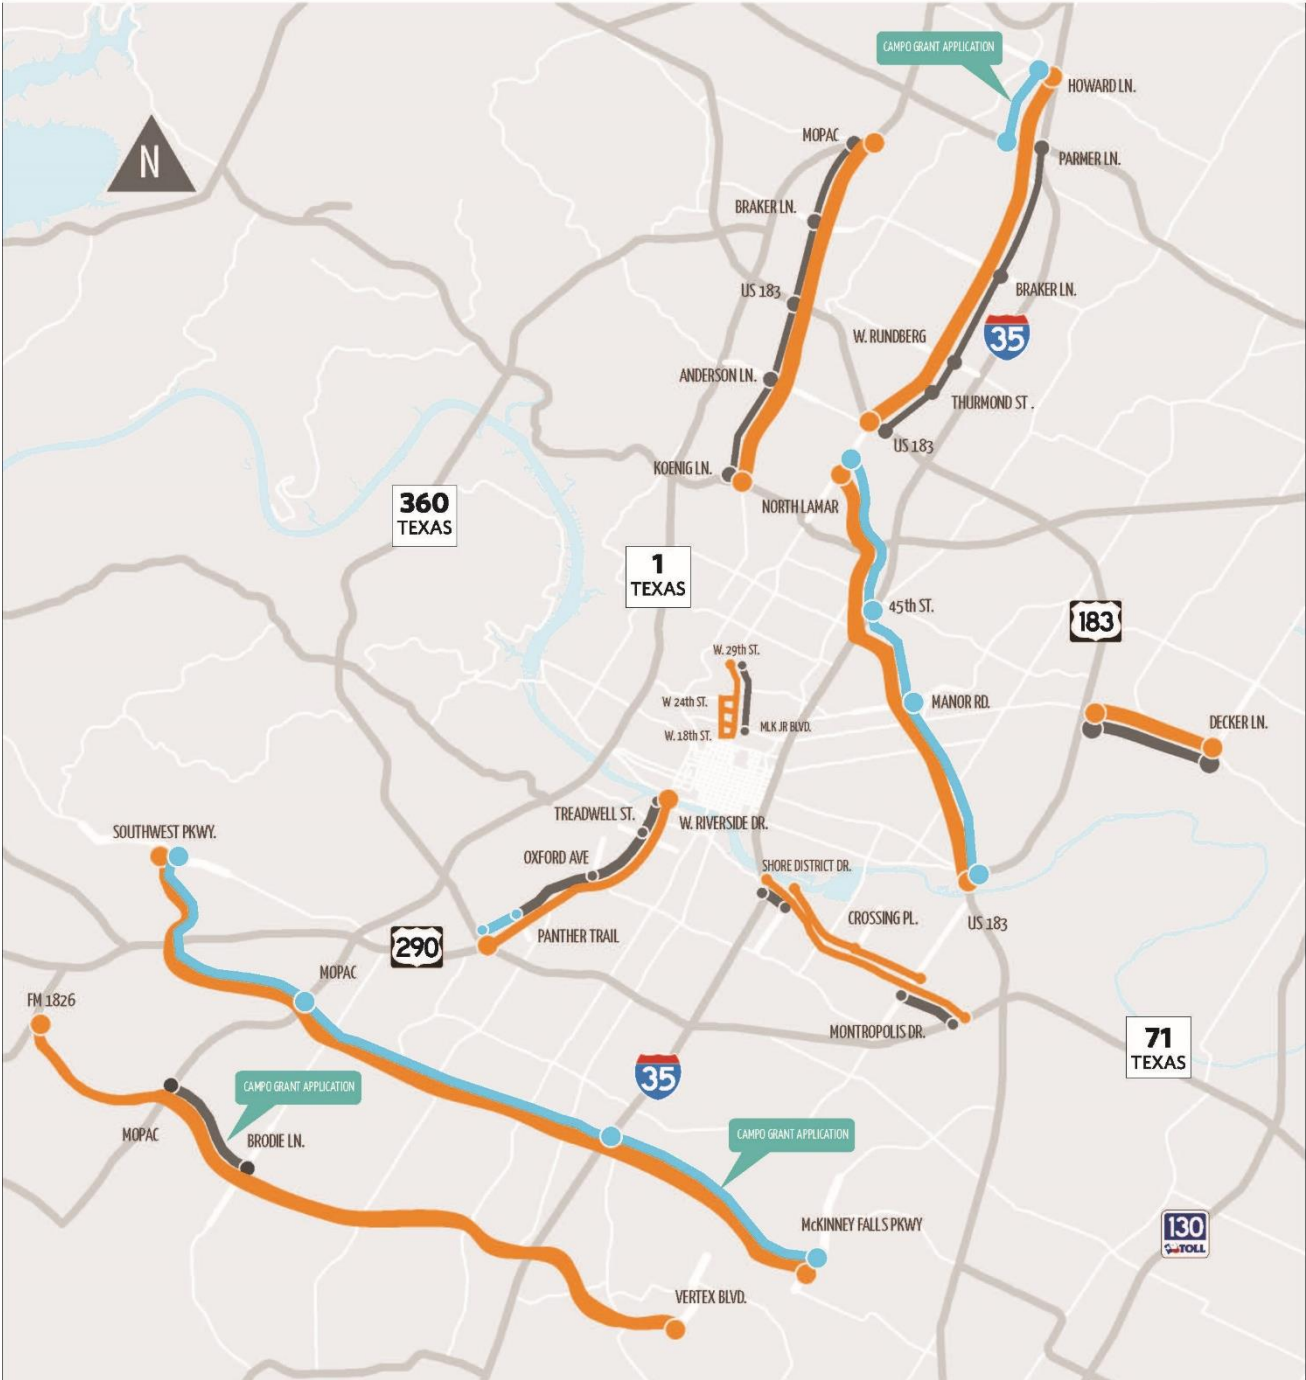 CAMPO GRANT APPLICATION
HOWARD LN.
MOPAC
N
PARMER LN.
BRAKER LN.
US 183
BRAKER LN.
W. RUNDBERG
35
ANDERSON LN.
THURMOND ST .
US 183
KOENIG LN.
NORTH LAMAR
360
TEXAS
1
TEXAS
45th ST.
183
W. 29th ST.
W 24th ST.
MANOR RD.
MLK JR BLVD.
W. 18th ST.
DECKER LN.
TREADWELL ST.
W. RIVERSIDE DR.
SOUTHWEST PKWY.
OXFORD AVE
SHORE DISTRICT DR.
CROSSING PL.
US 183
PANTHER TRAIL
290
MOPAC
FM 1826
MONTROPOLIS DR.
71
TEXAS
35
CAMPO GRANT APPLICATION
MOPAC
BRODIE LN.
CAMPO GRANT APPLICATION
McKINNEY FALLS PKWY
130
TOLL
VERTEX BLVD.